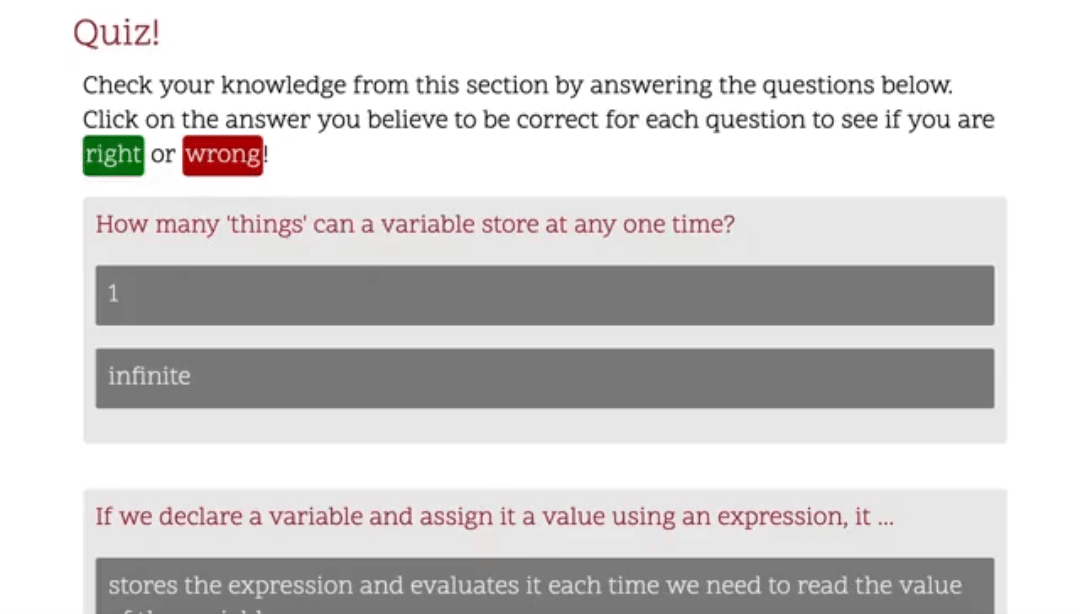 Quiz!
Check your knowledge from this section by answering the questions below.
Click on the answer you believe to be correct for each question to see if you are
right or wrong!
How many 'things' can a variable store at any one time?
1
infinite
If we declare a variable and assign it a value using an expression, it ...
stores the expression and evaluates it each time we need to read the value